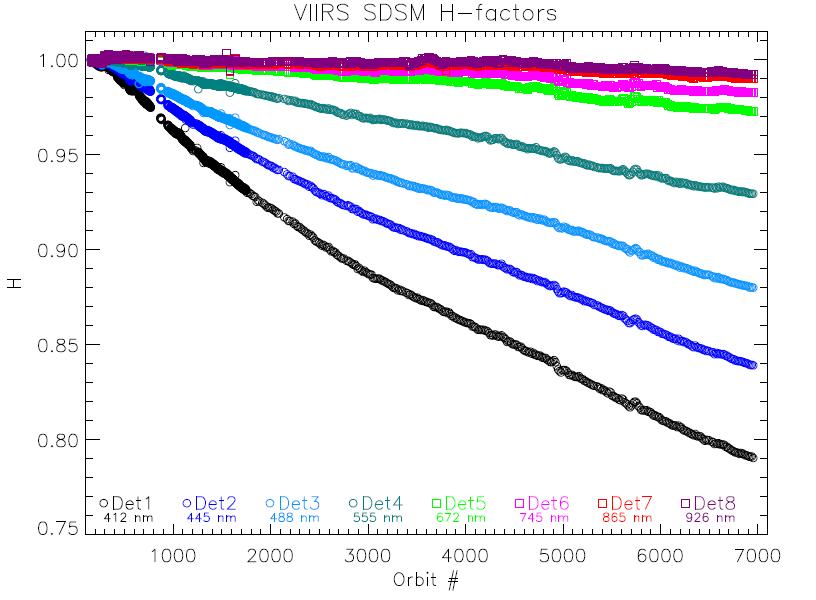 VIIRS SDSM H-factors
1.00
0.95
0.90
H
0.85
0.80
Det1 Det2 Det3 Det4 Det5 Det6 Det7 Det8
412 nm 445 nm 488 nm 555 nm 672 nm 745 nm 865 nm 926 nm
0.75
1000 2000 3000 4000 5000 6000 7000
Orbit #